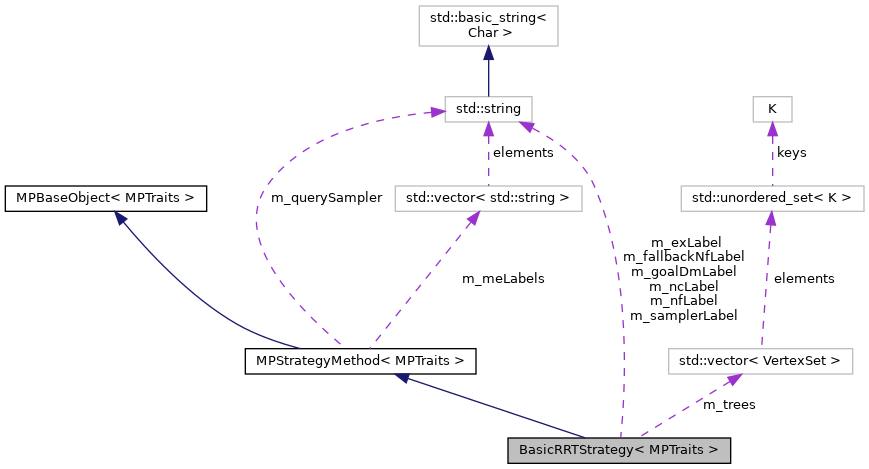 std::basic_string<
Char >
std::string
K
elements
keys
MPBaseObject< MPTraits >
m_querySampler
std::vector< std::string >
std::unordered_set< K >
m_exLabel
m_fallbackNfLabel
m_goalDmLabel
m_ncLabel
m_nfLabel
m_samplerLabel
m_meLabels
elements
MPStrategyMethod< MPTraits >
std::vector< VertexSet >
m_trees
BasicRRTStrategy< MPTraits >